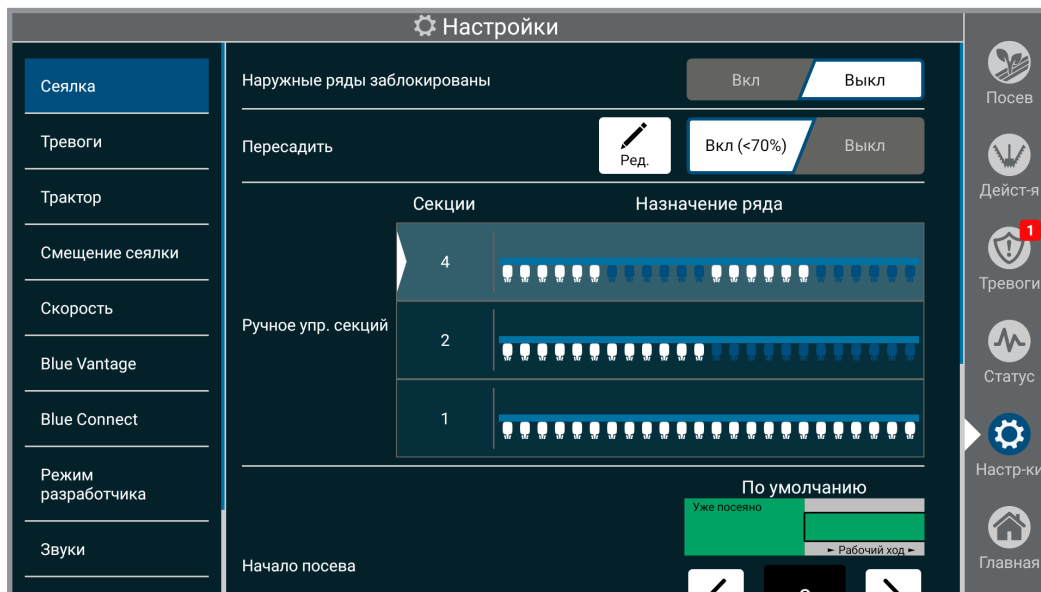 Настройки
Сеялка
Тревоги
Трактор
Смещение сеялки
Скорость
Blue Vantage
Blue Connect
Режим
разработчика
Звуки
Наружные ряды заблокированы
Вкл
Выкл
Пересадить
Ред.
Вкл (<70%)
Выкл
Секции
Назначение ряда
Ручное упр. секций
4
2
1
По умолчанию
Уже посеяно
► Рабочий ход ►
Начало посева
Посев
Дейст-я
1
Тревоги
Статус
Настр-ки
Главная